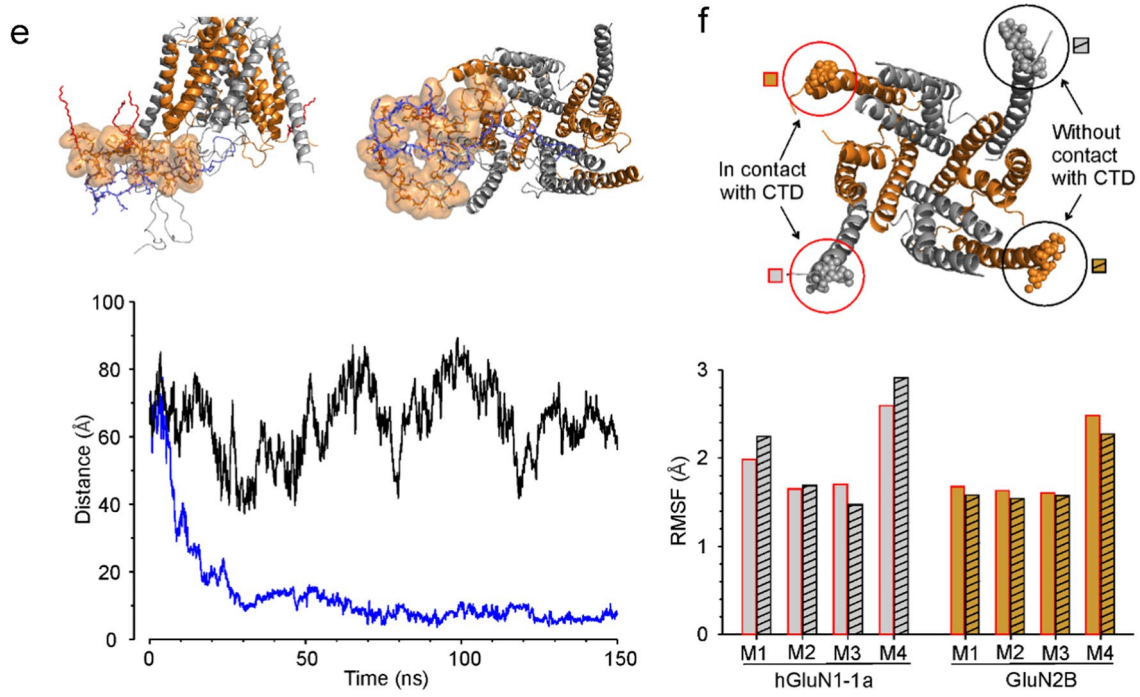 e
f
In contact
with CTD
Without
contact
with CTD
100
80
60
40
20
0
Distance (Å)
0
50
100
150
Time (ns)
3
2
1
0
RMSF (Å)
M1 M2 M3 M4 M1 M2 M3 M4
hGluN1-1a GluN2B